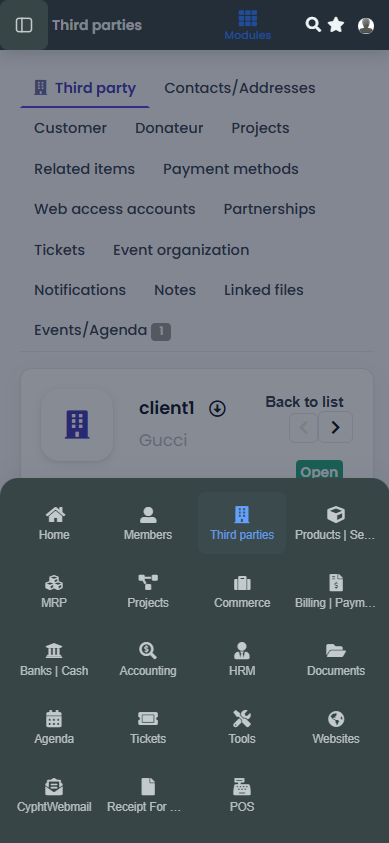 Third parties
Modules
Third party Contacts/Addresses
Customer Donateur Projects
Related items Payment methods
Web access accounts Partnerships
Tickets Event organization
Notifications Notes Linked files
Events/Agenda 1
client1 Back to list
Gucci
Open
Home Members Third parties Products | Se...
MRP Projects Commerce Billing | Paym...
Banks | Cash Accounting HRM Documents
Agenda Tickets Tools Websites
CyphtWebmail Receipt For ... POS